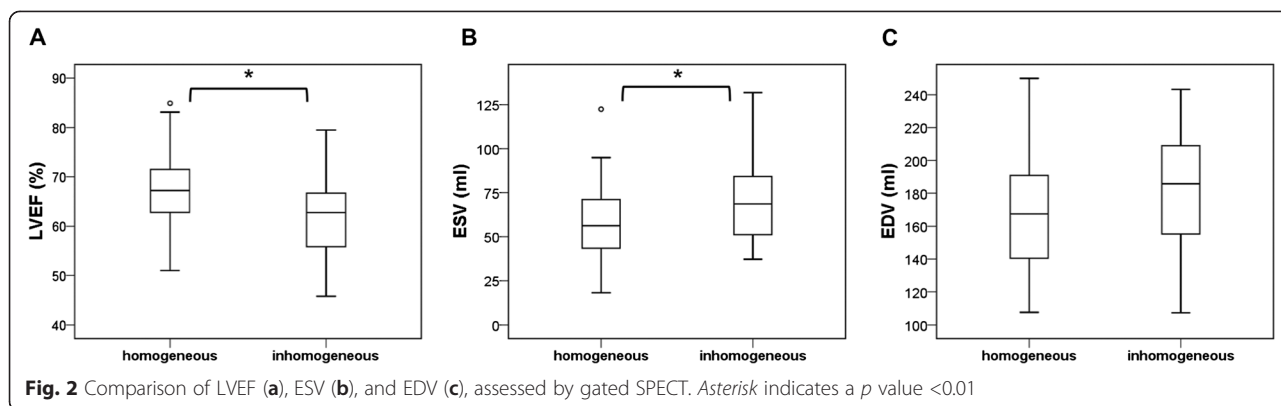 A
B
C
LVEF (%)
90
80
70
60
50
40
*
homogeneous
inhomogeneous
ESV (ml)
125
100
75
50
25
0
*
homogeneous
inhomogeneous
EDV (ml)
240
220
200
180
160
140
120
100
homogeneous
inhomogeneous
Fig. 2 Comparison of LVEF (a), ESV (b), and EDV (c), assessed by gated SPECT. Asterisk indicates a p value <0.01